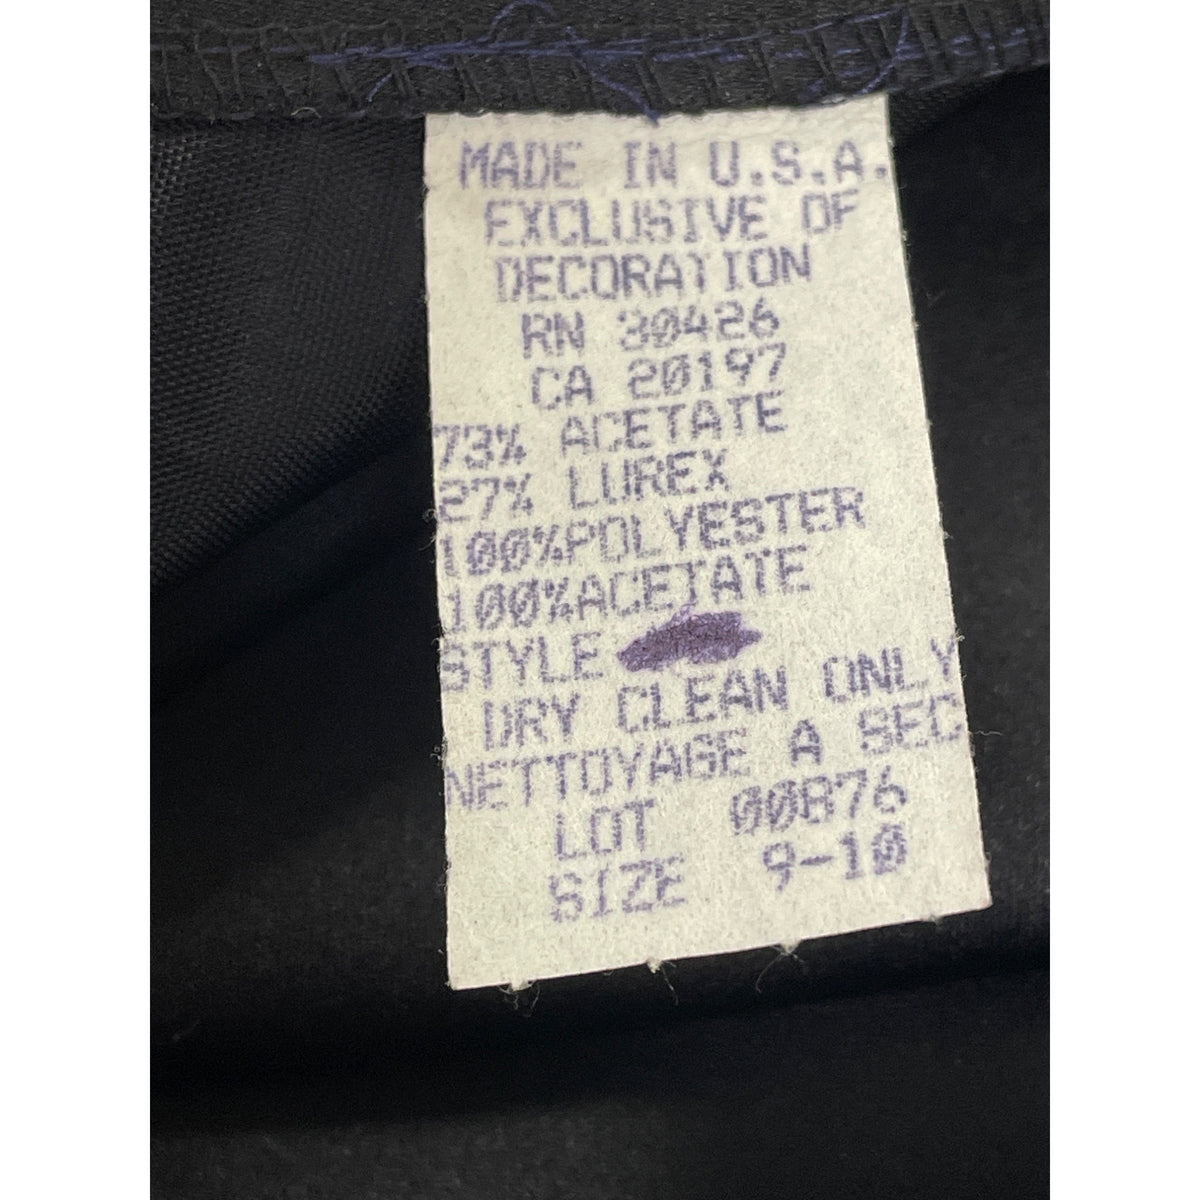 MADE IN U.S.A.
EXCLUSIVE OF
DECORATION
RN 30426
CA 20197
73% ACETATE
27% LUREX
100%POLYESTER
100%ACETATE
STYLE
DRY CLEAN ONLY
NETTOYAGE A SEC
LOT 00876
SIZE 9-10